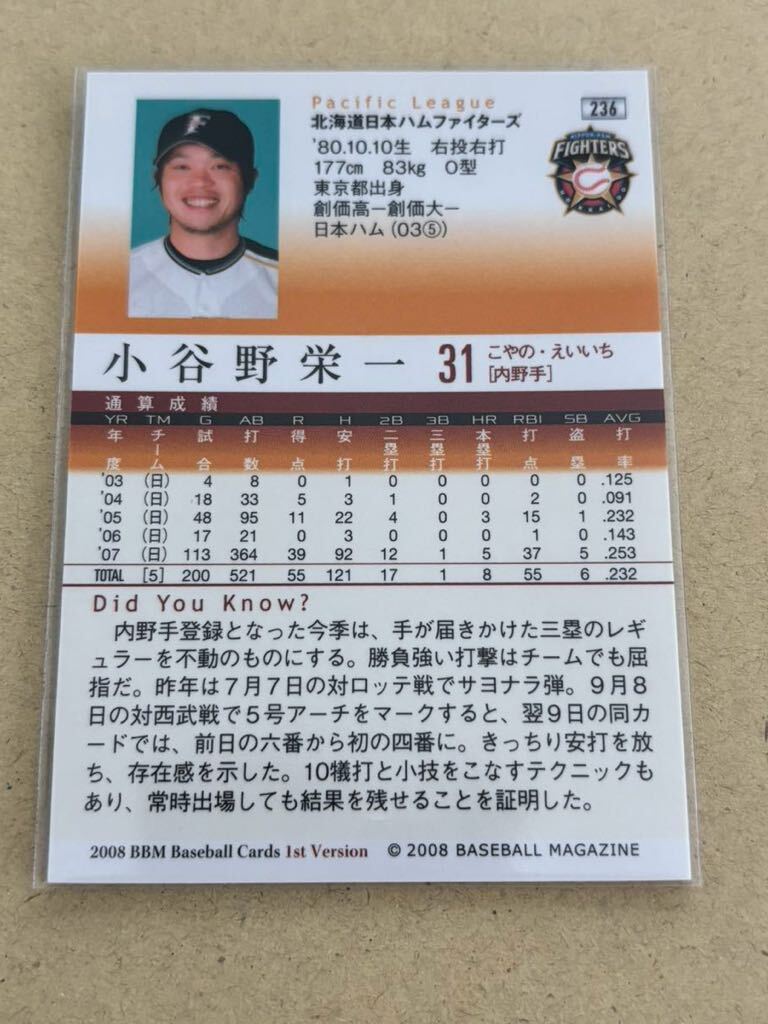 Pacific League
236
北海道日本ハムファイターズ
'80.10.10生 右投右打
177cm 83kg O型
東京都出身
創価高ー創価大ー
日本ハム (03⑤)
NIPPON-HAM
FIGHTERS
HOKKAIDO
F
小谷野栄一 31 こやの・えいいち
[内野手]
通算成績
YR TM G AB R H 2B 3B HR RBI SB AVG
年度 チーム 試合 打数 得点 安打 二塁打 三塁打 本塁打 打点 盗塁 打率
'03 (日) 4 8 0 1 0 0 0 0 0 .125
'04 (日) 18 33 5 3 1 0 0 2 0 .091
'05 (日) 48 95 11 22 4 0 3 15 1 .232
'06 (日) 17 21 0 3 0 0 0 1 0 .143
'07 (日) 113 364 39 92 12 1 5 37 5 .253
TOTAL [5] 200 521 55 121 17 1 8 55 6 .232
Did You Know?
内野手登録となった今季は、手が届きかけた三塁のレギ
ュラーを不動のものにする。勝負強い打撃はチームでも屈
指だ。昨年は7月7日の対ロッテ戦でサヨナラ弾。9月8
日の対西武戦で5号アーチをマークすると、翌9日の同カ
ードでは、前日の六番から初の四番に。きっちり安打を放
ち、存在感を示した。10犠打と小技をこなすテクニックも
あり、常時出場しても結果を残せることを証明した。
2008 BBM Baseball Cards 1st Version © 2008 BASEBALL MAGAZINE